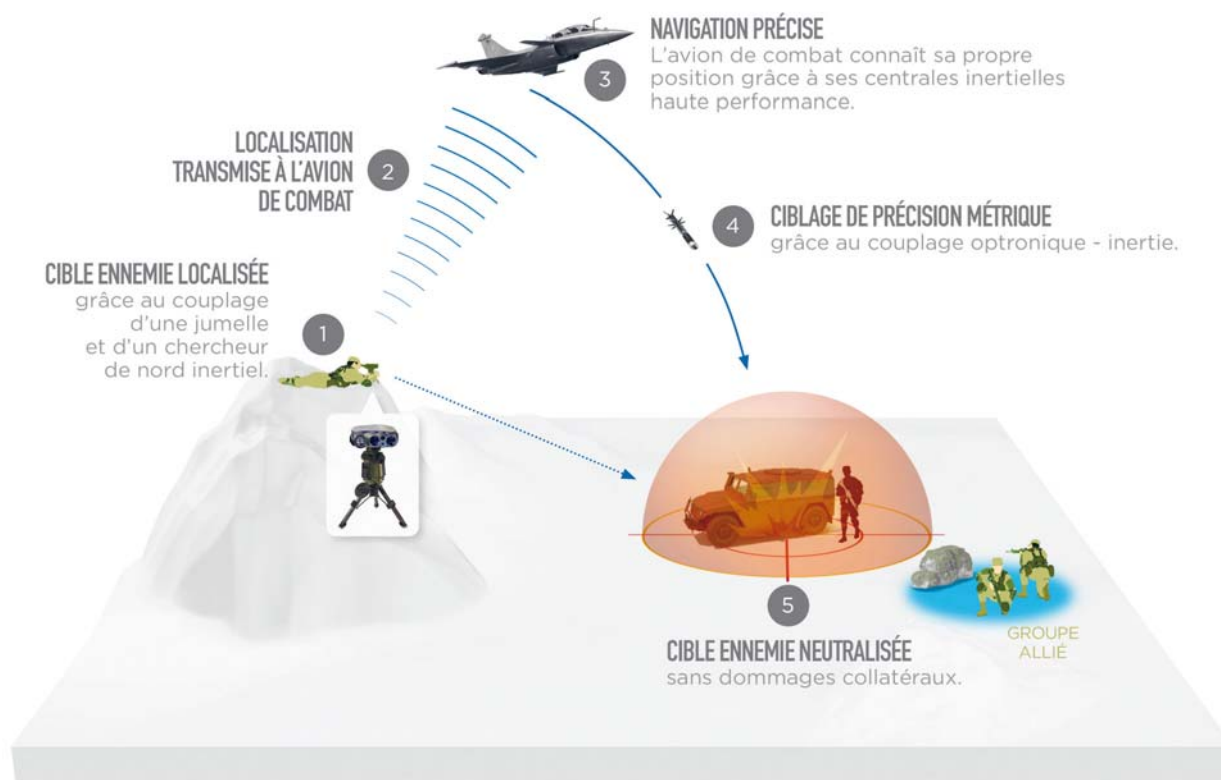 NAVIGATION PRÉCISE
L'avion de combat connaît sa propre
position grâce à ses centrales inertielles
haute performance.
3
LOCALISATION
TRANSMISE À L'AVION
DE COMBAT
2
4
CIBLAGE DE PRÉCISION MÉTRIQUE
grâce au couplage optronique - inertie.
CIBLE ENNEMIE LOCALISÉE
grâce au couplage
d'une jumelle
et d'un chercheur
de nord inertiel.
1
5
CIBLE ENNEMIE NEUTRALISÉE
sans dommages collatéraux.
GROUPE
ALLIÉ